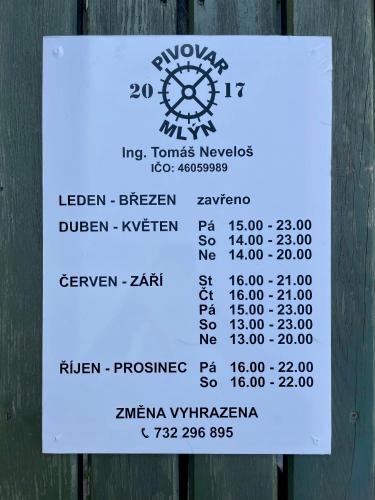 PIVOVAR
20 17
MLÝN
Ing. Tomáš Neveloš
IČO: 46059989
LEDEN - BŘEZEN zavřeno
DUBEN - KVĚTEN Pá 15.00 - 23.00
So 14.00 - 23.00
Ne 14.00 - 20.00
ČERVEN - ZÁŘÍ St 16.00 - 21.00
Čt 16.00 - 21.00
Pá 15.00 - 23.00
So 13.00 - 23.00
Ne 13.00 - 20.00
ŘÍJEN - PROSINEC Pá 16.00 - 22.00
So 16.00 - 22.00
ZMĚNA VYHRAZENA
732 296 895